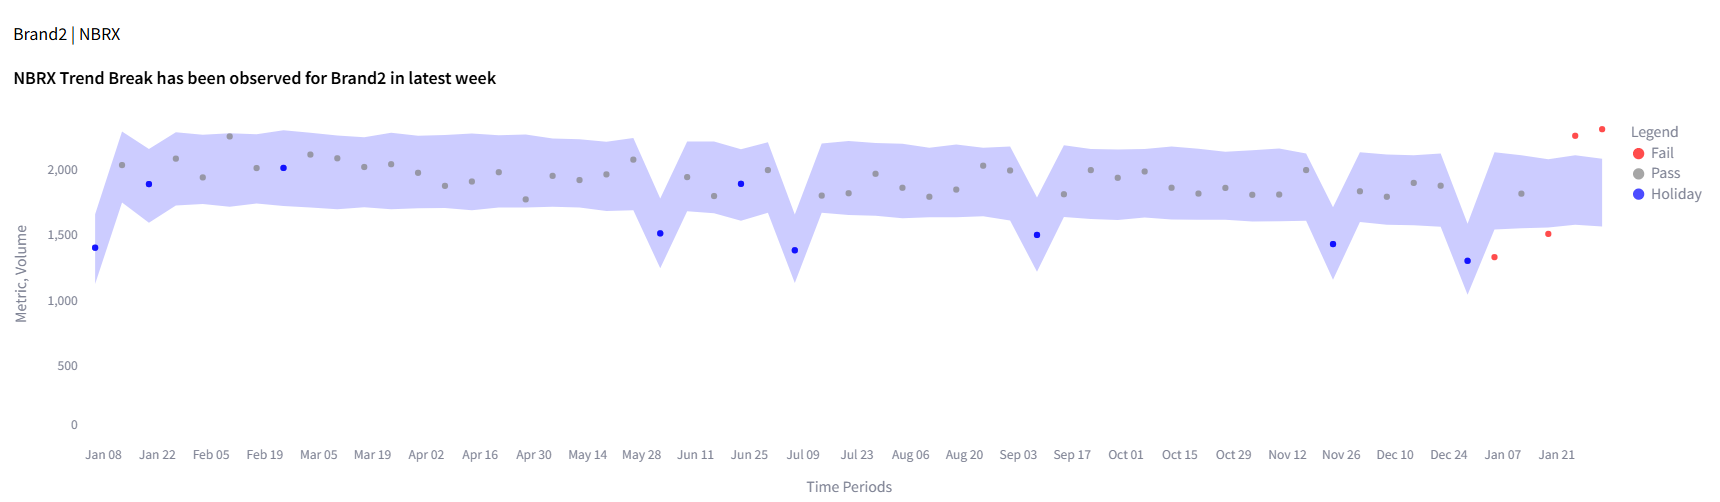 Brand2 | NBRX
NBRX Trend Break has been observed for Brand2 in latest week
Legend
Fail
Pass
Holiday
Metric, Volume
2,000
1,500
1,000
500
0
Jan 08 Jan 22 Feb 05 Feb 19 Mar 05 Mar 19 Apr 02 Apr 16 Apr 30 May 14 May 28 Jun 11 Jun 25 Jul 09 Jul 23 Aug 06 Aug 20 Sep 03 Sep 17 Oct 01 Oct 15 Oct 29 Nov 12 Nov 26 Dec 10 Dec 24 Jan 07 Jan 21
Time Periods